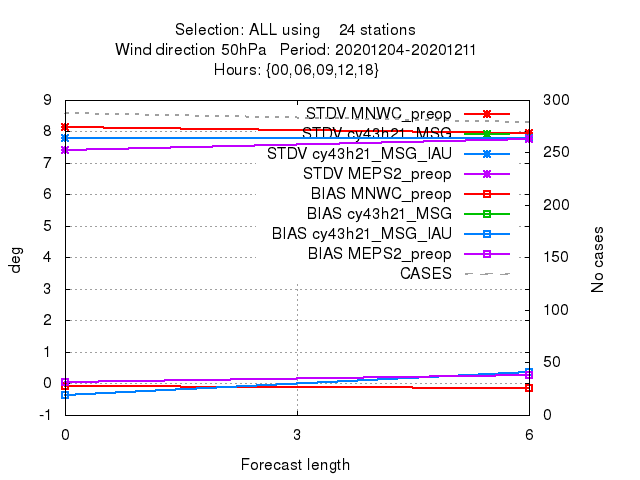 Selection: ALL using    24 stations
Wind direction 50hPa   Period: 20201204-20201211
Hours: {00,06,09,12,18}
9
8
7
6
5
4
3
2
1
0
-1
deg
STDV MNWC_preop
STDV cy43h21_MSG
STDV cy43h21_MSG_IAU
STDV MEPS2_preop
BIAS MNWC_preop
BIAS cy43h21_MSG
BIAS cy43h21_MSG_IAU
BIAS MEPS2_preop
CASES
300
250
200
150
100
50
0
No cases
0 3 6
Forecast length